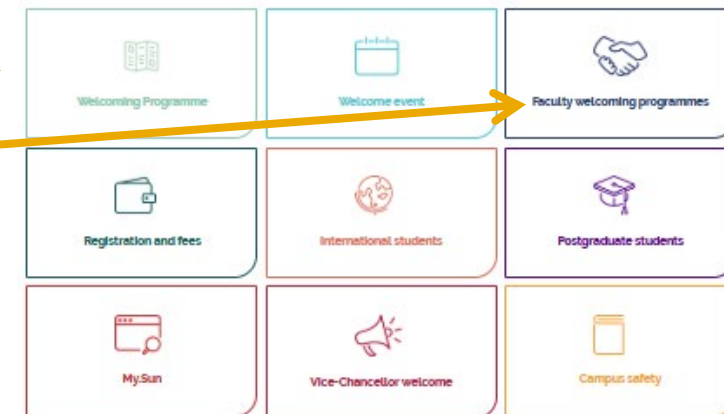 Welcoming Programme
Welcome event
Faculty welcoming programmes
Registration and fees
International students
Postgraduate students
My.Sun
Vice-Chancellor welcome
Campus safety